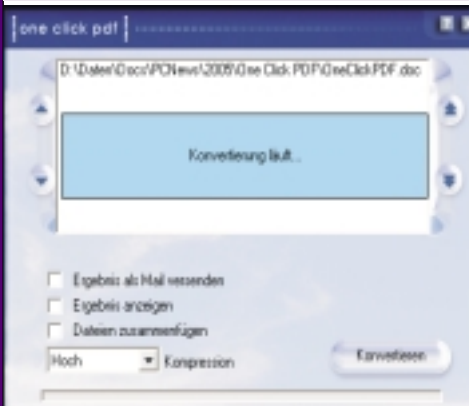 one click pdf
D:\Daten\Docs\PCNews\2005\One Click PDF\OneClickPDF.doc
Konvertierung läuft...
Ergebnis als Mail versenden
Ergebnis anzeigen
Dateien zusammenfügen
Hoch Kompression
Konvertieren